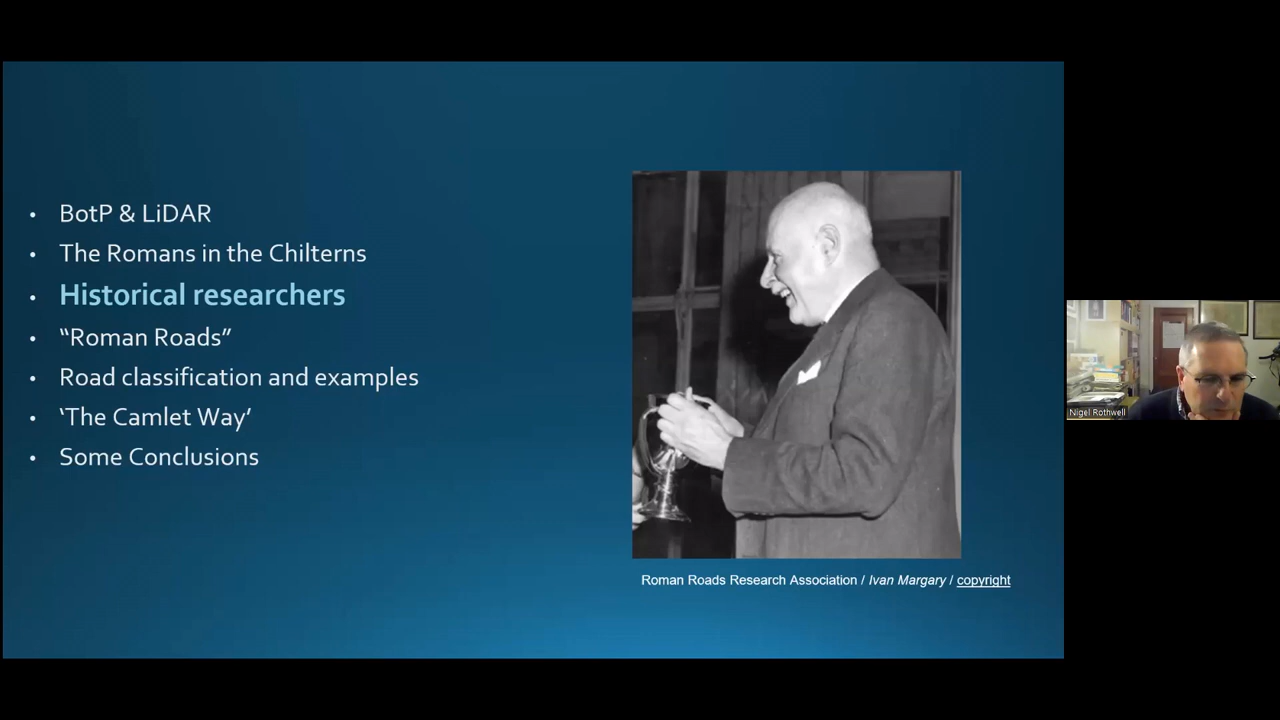 BotP & LiDAR
The Romans in the Chilterns
Historical researchers
“Roman Roads”
Road classification and examples
‘The Camlet Way’
Some Conclusions
Roman Roads Research Association / Ivan Margary / copyright
Nigel Rothwell